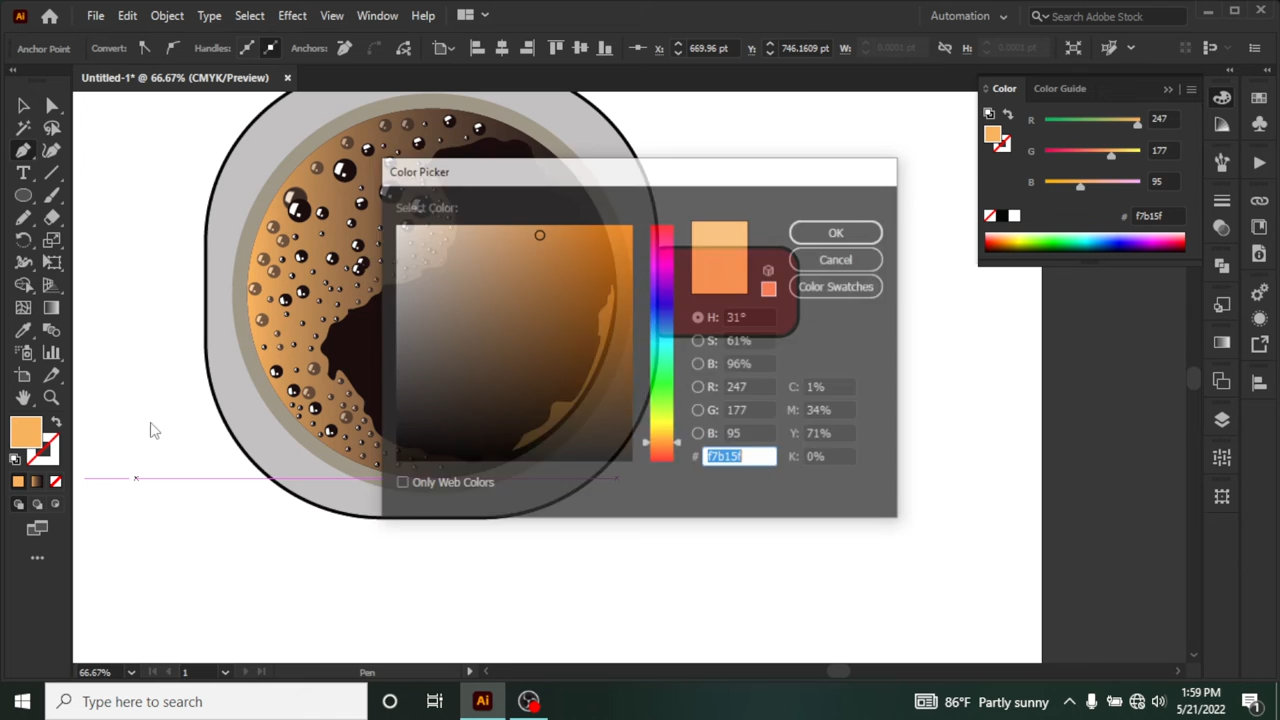 Ai File Edit Object Type Select Effect View Window Help Automation Search Adobe Stock
Anchor Point Convert: Handles: Anchors: X: 669.96 pt Y: 746.1609 pt W: 0.0001 pt H: 0.0001 pt
Untitled-1* @ 66.67% (CMYK/Preview)
Color Color Guide
R 247
G 177
B 95
# f7b15f
Color Picker
Select Color:
OK
Cancel
Color Swatches
H: 31°
S: 61%
B: 96%
R: 247 C: 1%
G: 177 M: 34%
B: 95 Y: 71%
# f7b15f K: 0%
Only Web Colors
66.67% 1 Pen
Type here to search Ai 86°F Partly sunny 1:59 PM
5/21/2022
1